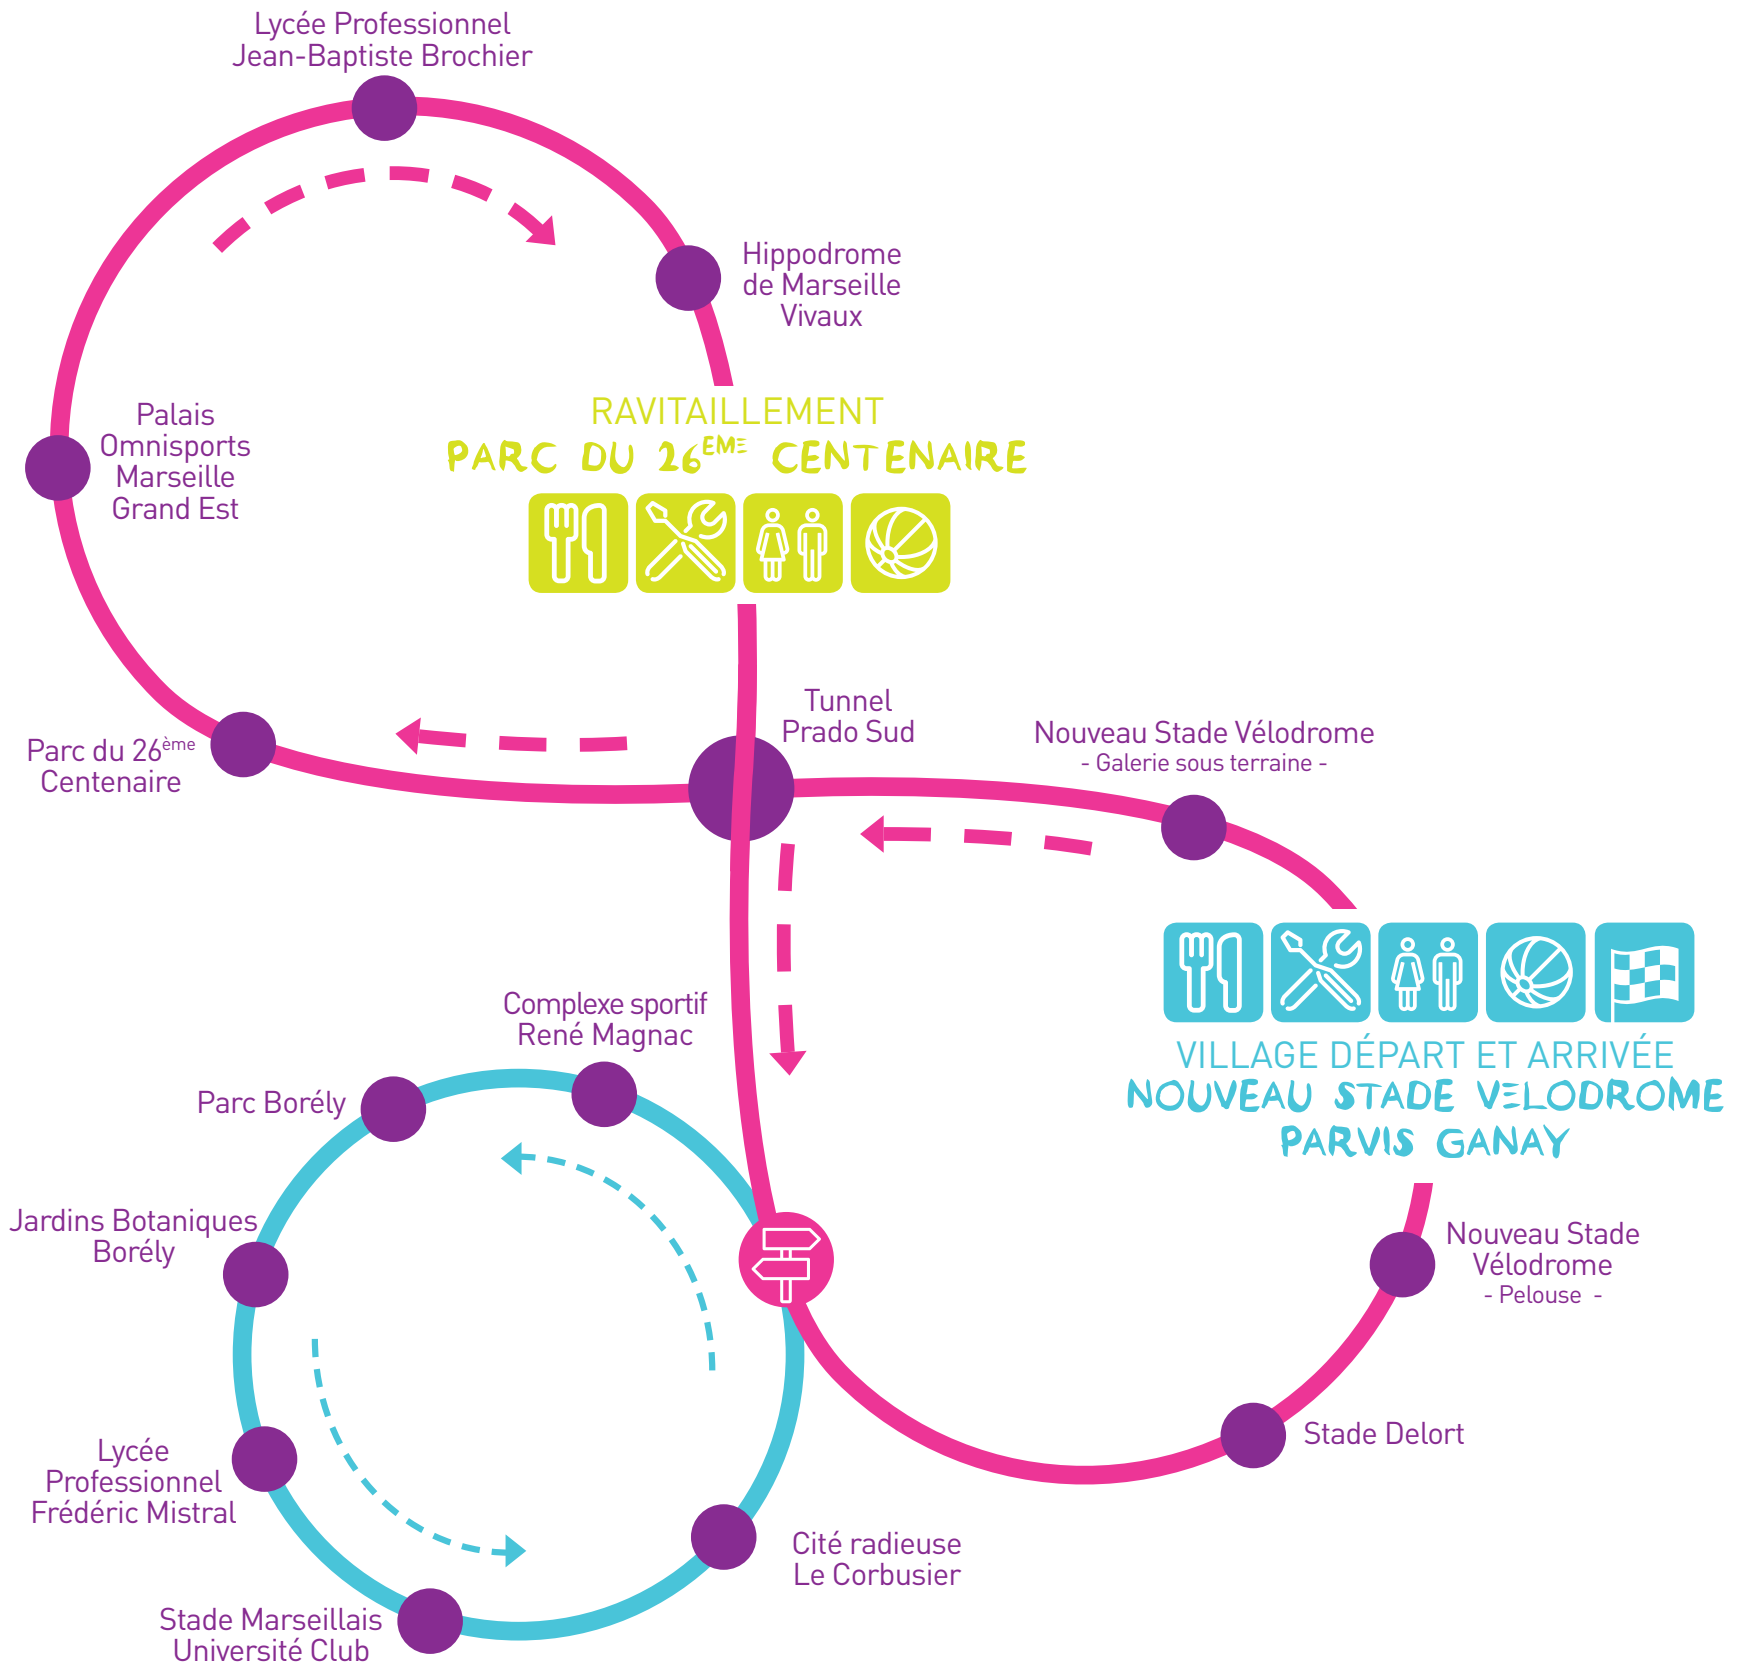 Lycée Professionnel
Jean-Baptiste Brochier
Hippodrome
de Marseille
Vivaux
Palais
Omnisports
Marseille
Grand Est
RAVITAILLEMENT
PARC DU 26EME CENTENAIRE
Tunnel
Prado Sud
Nouveau Stade Vélodrome
- Galerie sous terraine -
Parc du 26ème
Centenaire
VILLAGE DÉPART ET ARRIVÉE
NOUVEAU STADE VELODROME
PARVIS GANAY
Complexe sportif
René Magnac
Parc Borély
Jardins Botaniques
Borély
Nouveau Stade
Vélodrome
- Pelouse -
Stade Delort
Lycée
Professionnel
Frédéric Mistral
Cité radieuse
Le Corbusier
Stade Marseillais
Université Club